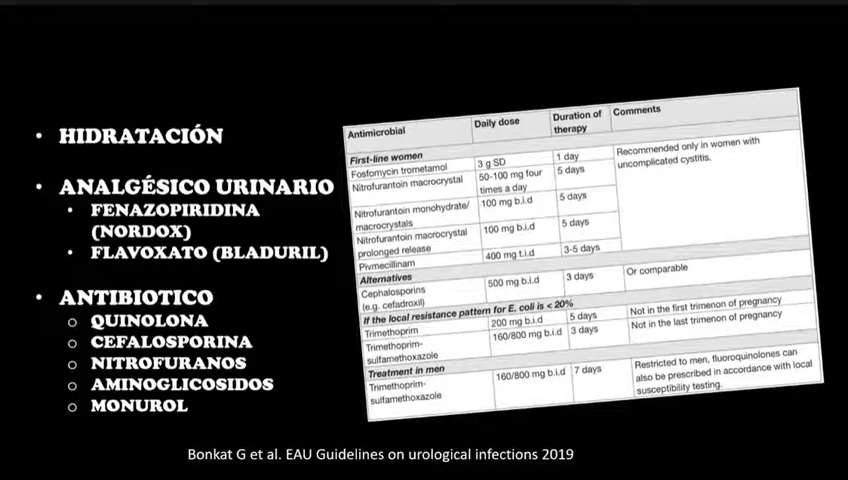 • HIDRATACIÓN
• ANALGÉSICO URINARIO
• FENAZOPIRIDINA
(NORDOX)
• FLAVOXATO (BLADURIL)
• ANTIBIOTICO
o QUINOLONA
o CEFALOSPORINA
o NITROFURANOS
o AMINOGLICOSIDOS
o MONUROL
Antimicrobial Daily dose Duration of therapy Comments
First-line women
Fosfomycin trometamol 3 g SD 1 day Recommended only in women with uncomplicated cystitis.
Nitrofurantoin macrocrystal 50-100 mg four times a day 5 days
Nitrofurantoin monohydrate/ macrocrystals 100 mg b.i.d 5 days
Nitrofurantoin macrocrystal prolonged release 100 mg b.i.d 5 days
Pivmecillinam 400 mg t.i.d 3-5 days
Alternatives
Cephalosporins (e.g. cefadroxil) 500 mg b.i.d 3 days Or comparable
If the local resistance pattern for E. coli is < 20%
Trimethoprim 200 mg b.i.d 5 days Not in the first trimenon of pregnancy
Trimethoprim- sulfamethoxazole 160/800 mg b.i.d 3 days Not in the last trimenon of pregnancy
Treatment in men
Trimethoprim- sulfamethoxazole 160/800 mg b.i.d 7 days Restricted to men, fluoroquinolones can also be prescribed in accordance with local susceptibility testing.
Bonkat G et al. EAU Guidelines on urological infections 2019